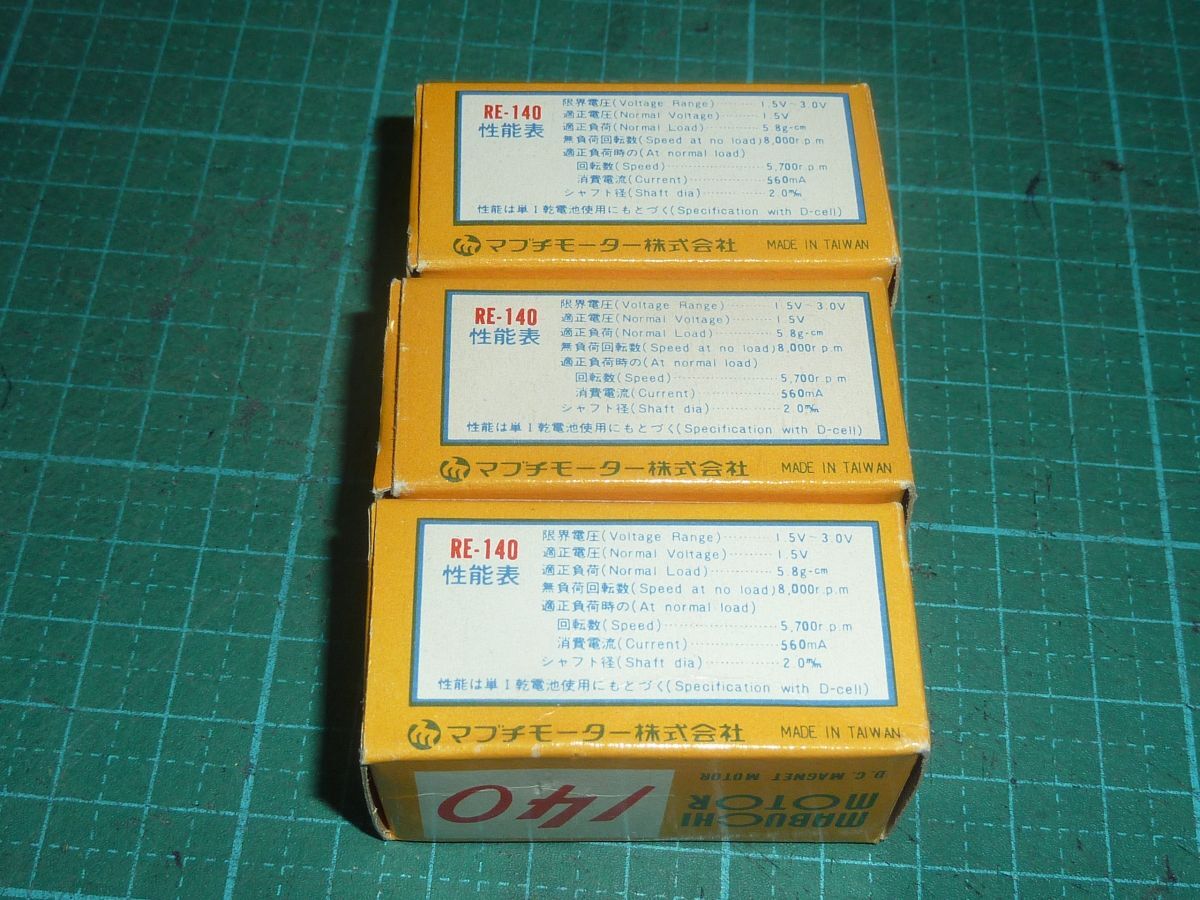 RE-140
性能表
限界電圧(Voltage Range)………1.5V~3.0V
適正電圧(Normal Voltage)………1.5V
適正負荷(Normal Load)…………5.8g-cm
無負荷回転数(Speed at no load)8,000r.p.m
適正負荷時の(At normal load)
回転数(Speed)…………………5,700r.p.m
消費電流(Current)……………560mA
シャフト径(Shaft dia)…………2.0㎜
性能は単1乾電池使用にもとづく(Specification with D-cell)
マブチモーター株式会社 MADE IN TAIWAN
RE-140
性能表
限界電圧(Voltage Range)………1.5V~3.0V
適正電圧(Normal Voltage)………1.5V
適正負荷(Normal Load)…………5.8g-cm
無負荷回転数(Speed at no load)8,000r.p.m
適正負荷時の(At normal load)
回転数(Speed)…………………5,700r.p.m
消費電流(Current)……………560mA
シャフト径(Shaft dia)…………2.0㎜
性能は単1乾電池使用にもとづく(Specification with D-cell)
マブチモーター株式会社 MADE IN TAIWAN
RE-140
性能表
限界電圧(Voltage Range)………1.5V~3.0V
適正電圧(Normal Voltage)………1.5V
適正負荷(Normal Load)…………5.8g-cm
無負荷回転数(Speed at no load)8,000r.p.m
適正負荷時の(At normal load)
回転数(Speed)…………………5,700r.p.m
消費電流(Current)……………560mA
シャフト径(Shaft dia)…………2.0㎜
性能は単1乾電池使用にもとづく(Specification with D-cell)
マブチモーター株式会社 MADE IN TAIWAN
MABUCHI
MOTOR
D.C. MAGNET MOTOR
140